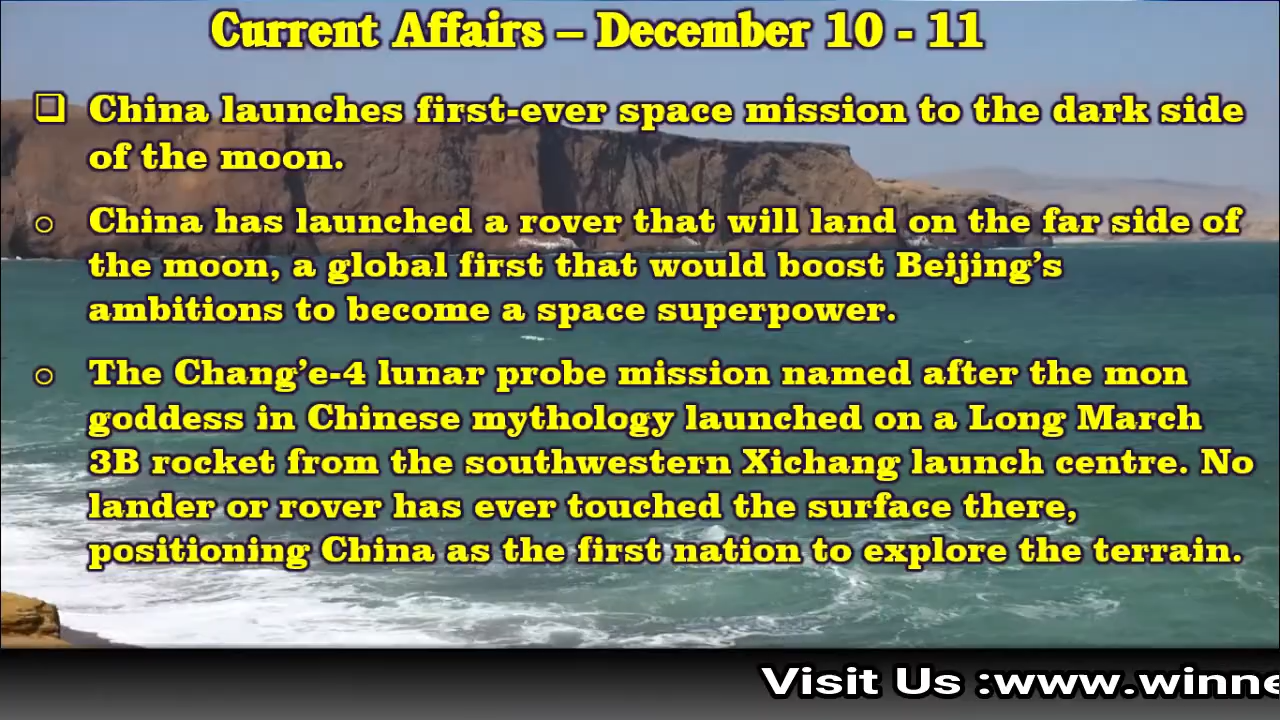 Current Affairs – December 10 - 11
❑ China launches first-ever space mission to the dark side
of the moon.
o China has launched a rover that will land on the far side of
the moon, a global first that would boost Beijing’s
ambitions to become a space superpower.
o The Chang’e-4 lunar probe mission named after the mon
goddess in Chinese mythology launched on a Long March
3B rocket from the southwestern Xichang launch centre. No
lander or rover has ever touched the surface there,
positioning China as the first nation to explore the terrain.
Visit Us :www.winne